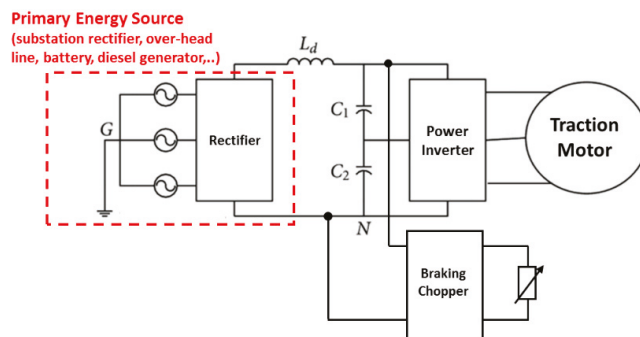 Primary Energy Source
(substation rectifier, over-head
line, battery, diesel generator,..)
L_d
G
Rectifier
C_1
C_2
N
Power
Inverter
Traction
Motor
Braking
Chopper